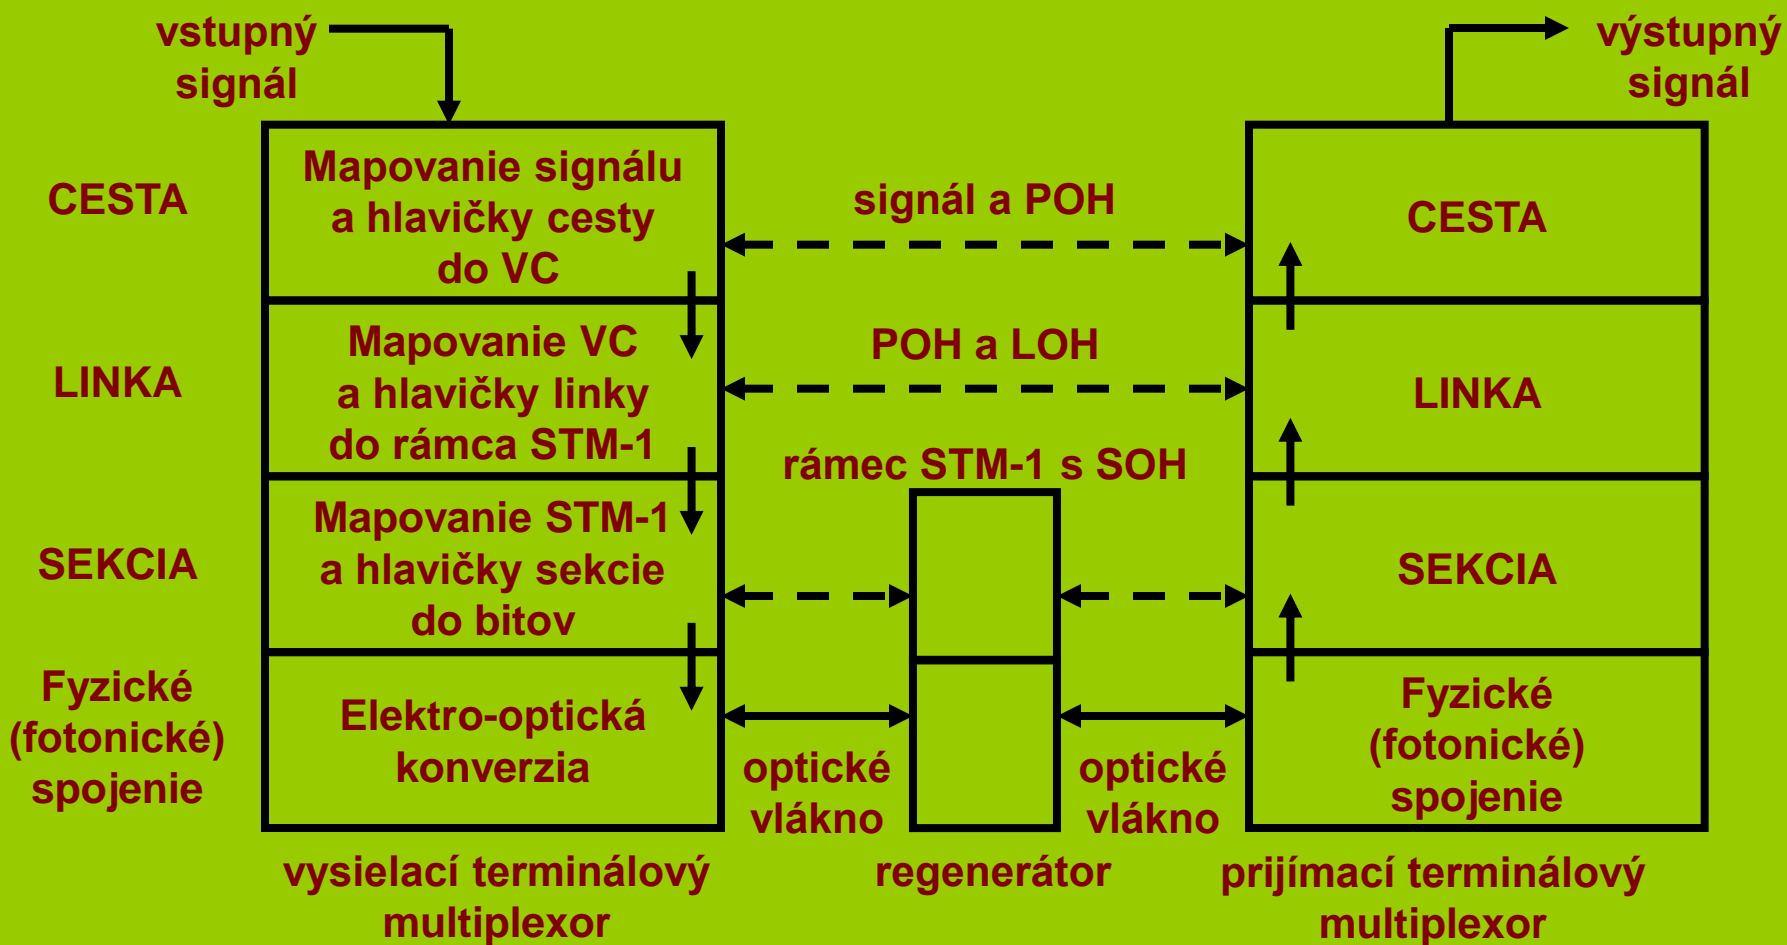 vstupný
signál
výstupný
signál
CESTA
Mapovanie signálu
a hlavičky cesty
do VC
signál a POH
CESTA
LINKA
Mapovanie VC
a hlavičky linky
do rámca STM-1
POH a LOH
LINKA
rámec STM-1 s SOH
SEKCIA
Mapovanie STM-1
a hlavičky sekcie
do bitov
SEKCIA
Fyzické
(fotonické)
spojenie
Elektro-optická
konverzia
optické
vlákno
optické
vlákno
Fyzické
(fotonické)
spojenie
vysielací terminálový
multiplexor
regenerátor
prijímací terminálový
multiplexor